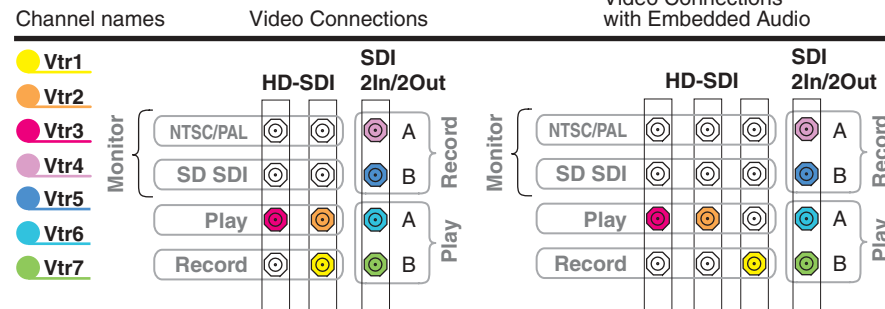 Channel names
Video Connections
Video Connections
with Embedded Audio
Vtr1
Vtr2
Vtr3
Vtr4
Vtr5
Vtr6
Vtr7
HD-SDI
SDI
2In/2Out
Monitor
NTSC/PAL
A
SD SDI
B
Record
Play
A
Record
B
Play
HD-SDI
SDI
2In/2Out
Monitor
NTSC/PAL
A
SD SDI
B
Record
Play
A
Record
B
Play